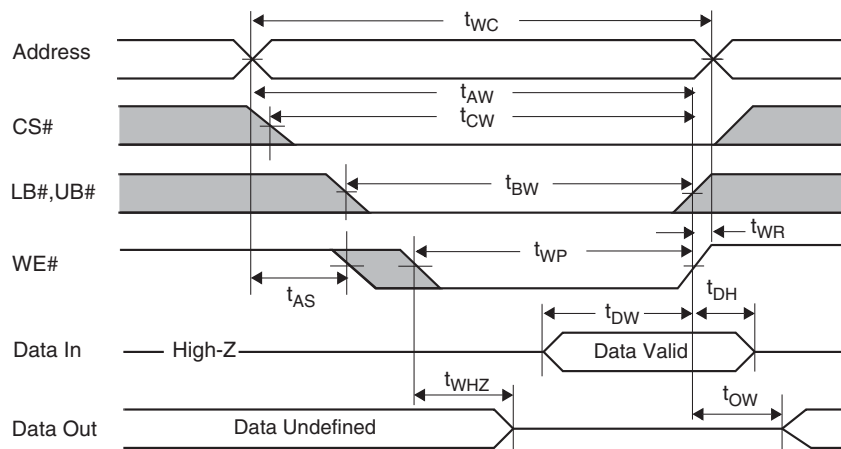 tWC
Address
tAW
tCW
CS#
tBW
LB#,UB#
tWR
tWP
WE#
tAS
tDH
tDW
Data In
High-Z
Data Valid
tWHZ
tOW
Data Out
Data Undefined